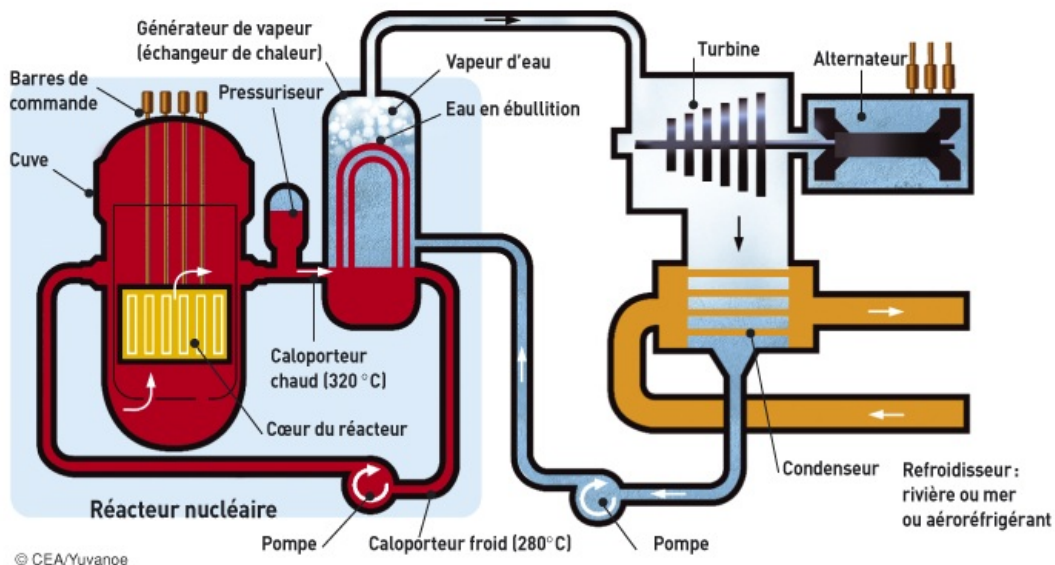 Générateur de vapeur
(échangeur de chaleur)
Barres de
commande
Pressuriseur
Vapeur d'eau
Eau en ébullition
Turbine
Alternateur
Cuve
Caloporteur
chaud (320 °C)
Cœur du réacteur
Condenseur
Refroidisseur :
rivière ou mer
ou aéroréfrigérant
Réacteur nucléaire
Pompe
Caloporteur froid (280°C)
Pompe
© CEA/Yuvanoe